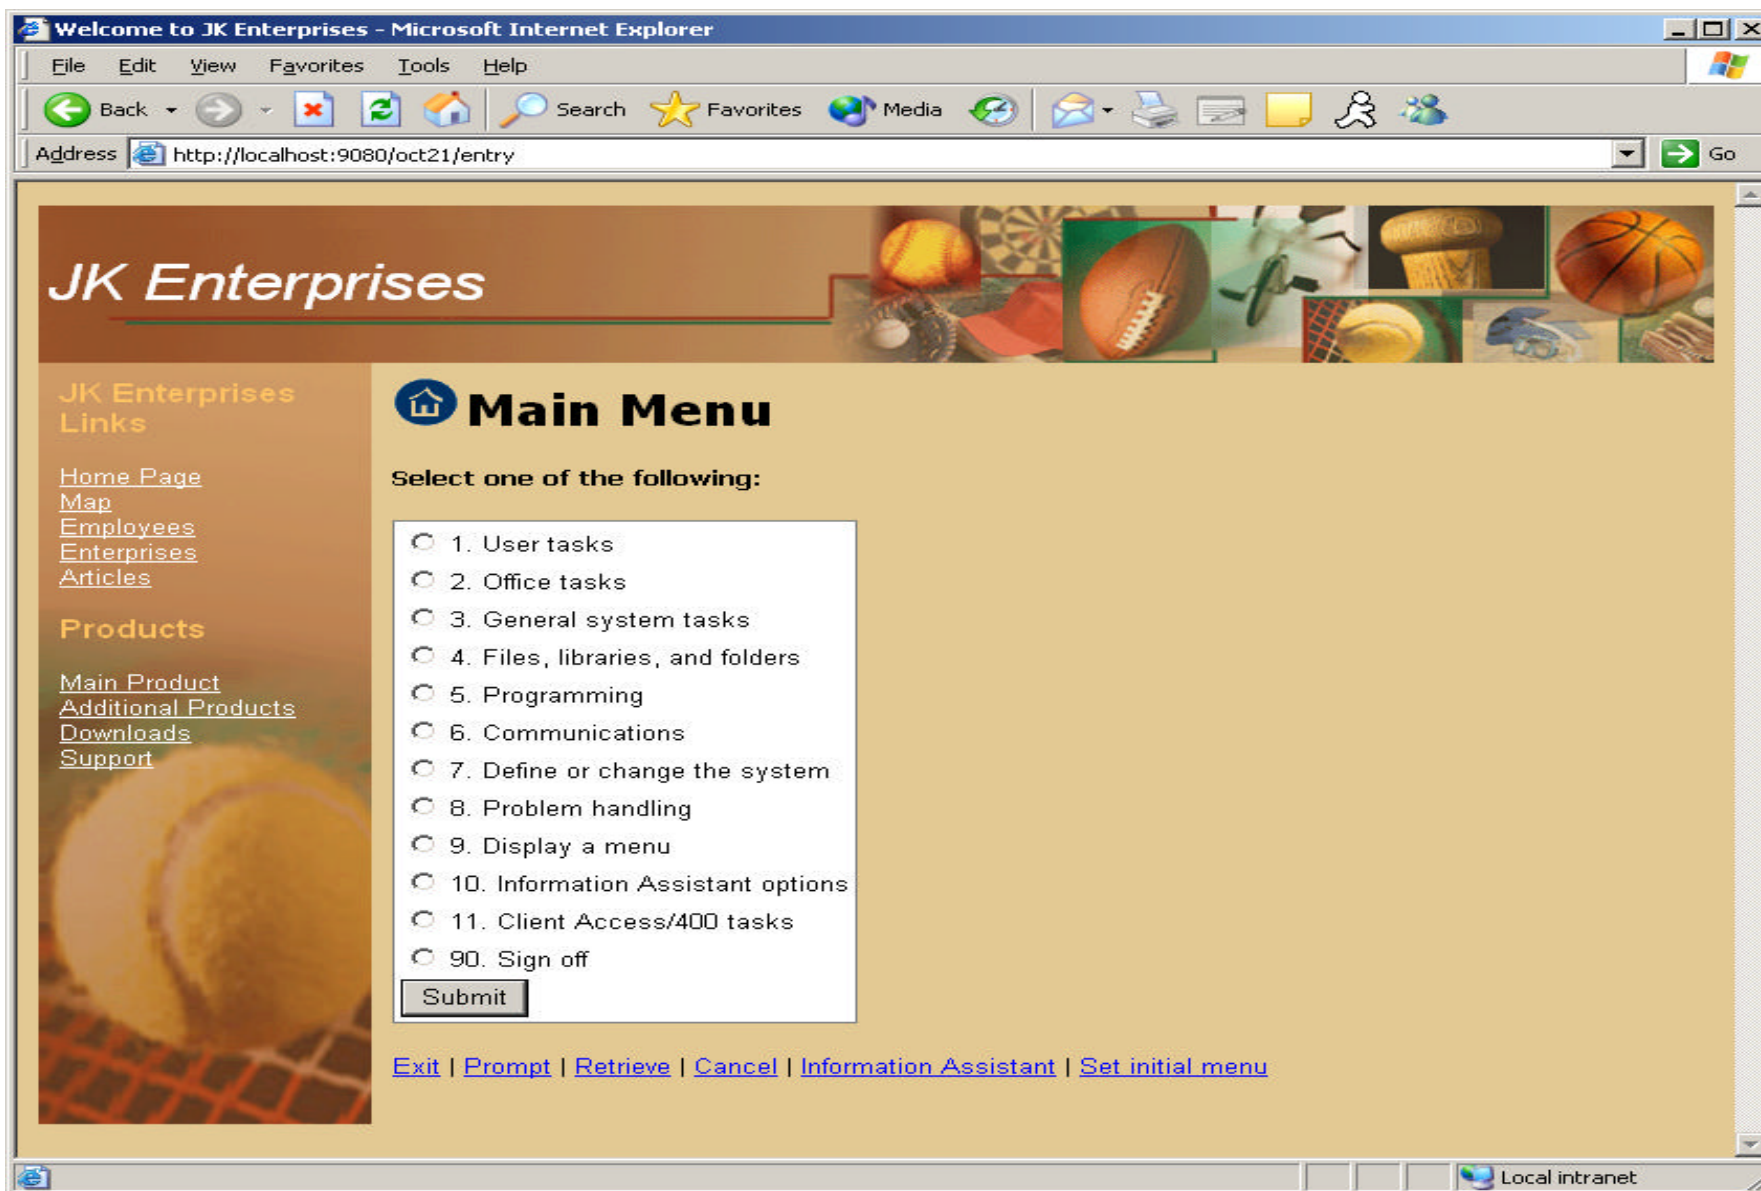 Welcome to JK Enterprises - Microsoft Internet Explorer
File Edit View Favorites Tools Help
Back Search Favorites Media
Address http://localhost:9080/oct21/entry Go
JK Enterprises
JK Enterprises
Links
Home Page
Map
Employees
Enterprises
Articles
Products
Main Product
Additional Products
Downloads
Support
Main Menu
Select one of the following:
1. User tasks
2. Office tasks
3. General system tasks
4. Files, libraries, and folders
5. Programming
6. Communications
7. Define or change the system
8. Problem handling
9. Display a menu
10. Information Assistant options
11. Client Access/400 tasks
90. Sign off
Submit
Exit | Prompt | Retrieve | Cancel | Information Assistant | Set initial menu
Local intranet